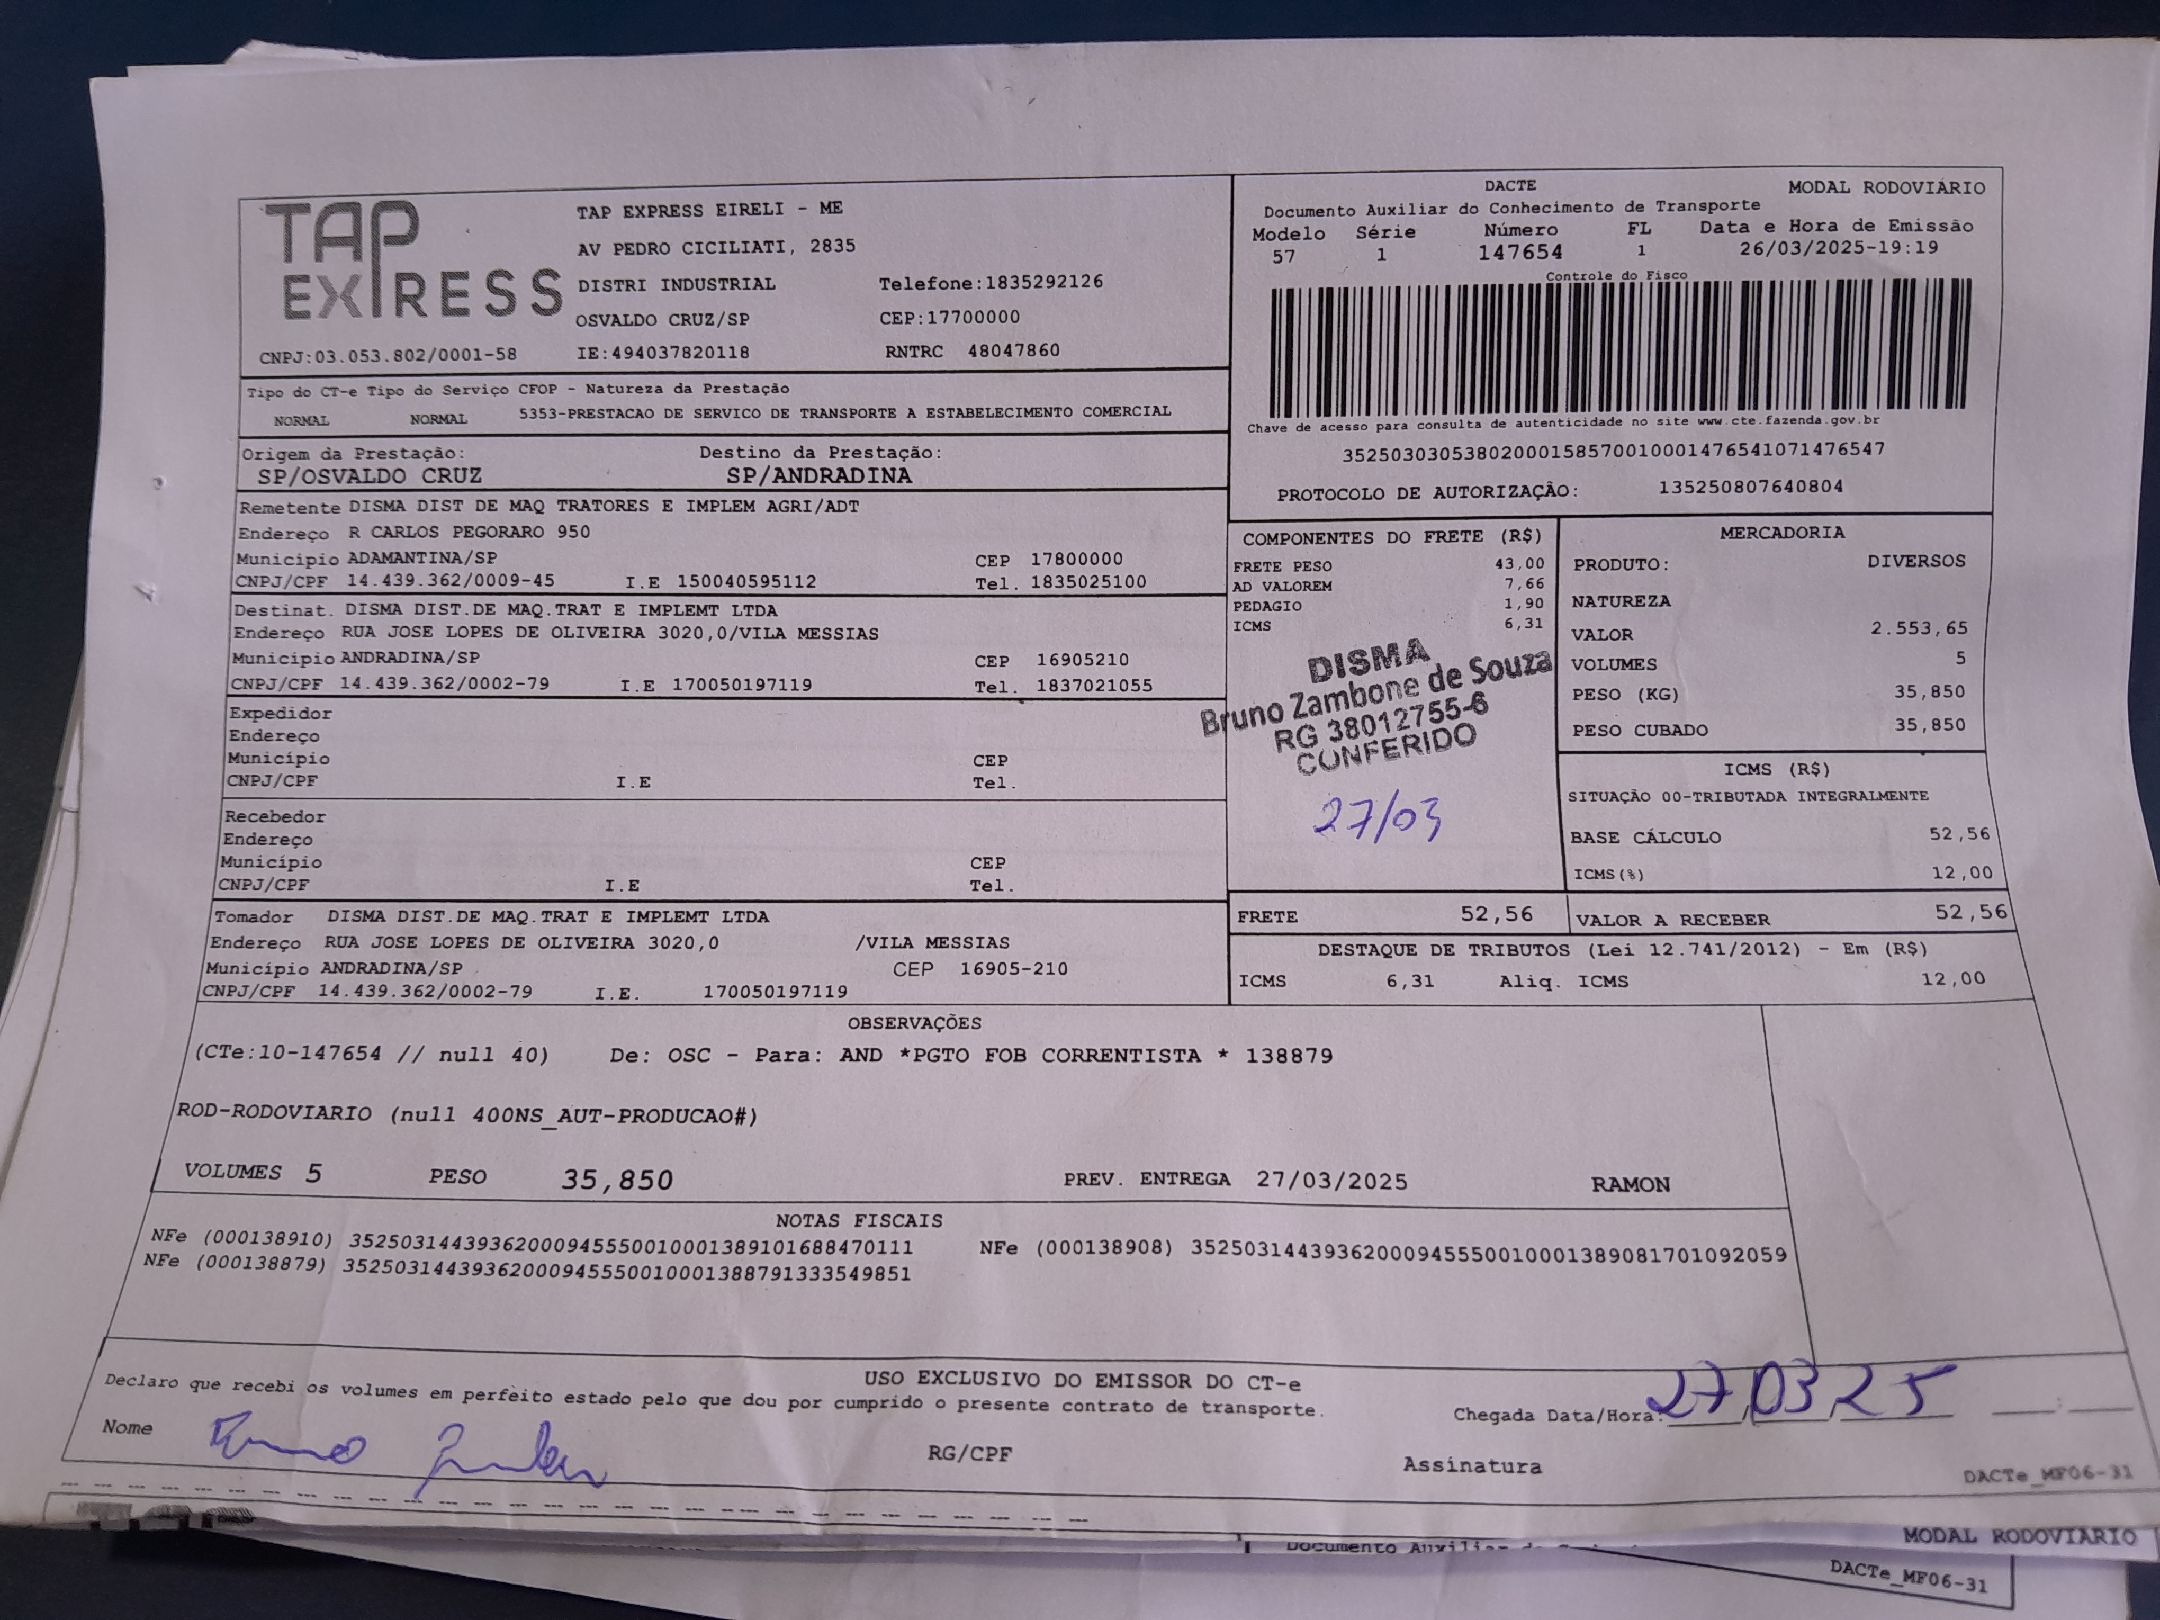 TAP
EXPRESS
TAP EXPRESS EIRELI - ME
AV PEDRO CICILIATI, 2835
DISTRI INDUSTRIAL Telefone:1835292126
OSVALDO CRUZ/SP CEP:17700000
CNPJ:03.053.802/0001-58 IE:494037820118 RNTRC 48047860
DACTE MODAL RODOVIÁRIO
Documento Auxiliar do Conhecimento de Transporte
Modelo Série Número FL Data e Hora de Emissão
57 1 147654 1 26/03/2025-19:19
Controle do Fisco
Chave de acesso para consulta de autenticidade no site www.cte.fazenda.gov.br
35250303053802000158570010001476541071476547
PROTOCOLO DE AUTORIZAÇÃO: 135250807640804
Tipo do CT-e Tipo do Serviço CFOP - Natureza da Prestação
NORMAL NORMAL 5353-PRESTACAO DE SERVICO DE TRANSPORTE A ESTABELECIMENTO COMERCIAL
Origem da Prestação: Destino da Prestação:
SP/OSVALDO CRUZ SP/ANDRADINA
Remetente DISMA DIST DE MAQ TRATORES E IMPLEM AGRI/ADT
Endereço R CARLOS PEGORARO 950
Município ADAMANTINA/SP CEP 17800000
CNPJ/CPF 14.439.362/0009-45 I.E 150040595112 Tel. 1835025100
Destinat. DISMA DIST.DE MAQ.TRAT E IMPLEMT LTDA
Endereço RUA JOSE LOPES DE OLIVEIRA 3020,0/VILA MESSIAS
Município ANDRADINA/SP CEP 16905210
CNPJ/CPF 14.439.362/0002-79 I.E 170050197119 Tel. 1837021055
Expedidor
Endereço
Município CEP
CNPJ/CPF I.E Tel.
Recebedor
Endereço
Município CEP
CNPJ/CPF I.E Tel.
Tomador DISMA DIST.DE MAQ.TRAT E IMPLEMT LTDA
Endereço RUA JOSE LOPES DE OLIVEIRA 3020,0 /VILA MESSIAS
Município ANDRADINA/SP CEP 16905-210
CNPJ/CPF 14.439.362/0002-79 I.E. 170050197119
COMPONENTES DO FRETE (R$)
FRETE PESO 43,00
AD VALOREM 7,66
PEDAGIO 1,90
ICMS 6,31
DISMA
Bruno Zambone de Souza
RG 38012755-6
CONFERIDO
27/03
MERCADORIA
PRODUTO: DIVERSOS
NATUREZA
VALOR 2.553,65
VOLUMES 5
PESO (KG) 35,850
PESO CUBADO 35,850
ICMS (R$)
SITUAÇÃO 00-TRIBUTADA INTEGRALMENTE
BASE CÁLCULO 52,56
ICMS(%) 12,00
FRETE 52,56 VALOR A RECEBER 52,56
DESTAQUE DE TRIBUTOS (Lei 12.741/2012) - Em (R$)
ICMS 6,31 Aliq. ICMS 12,00
OBSERVAÇÕES
(CTe:10-147654 // null 40) De: OSC - Para: AND *PGTO FOB CORRENTISTA * 138879
ROD-RODOVIARIO (null 400NS_AUT-PRODUCAO#)
VOLUMES 5 PESO 35,850 PREV. ENTREGA 27/03/2025 RAMON
NOTAS FISCAIS
NFe (000138910) 35250314439362000945550010001389101688470111 NFe (000138908) 35250314439362000945550010001389081701092059
NFe (000138879) 35250314439362000945550010001388791333549851
USO EXCLUSIVO DO EMISSOR DO CT-e
Declaro que recebi os volumes em perfeito estado pelo que dou por cumprido o presente contrato de transporte.
Chegada Data/Hora: 27/03/25
Nome Bruno RG/CPF Assinatura
DACTe_MF06-31
MODAL RODOVIÁRIO
Documento Auxiliar
DACTe_MF06-31